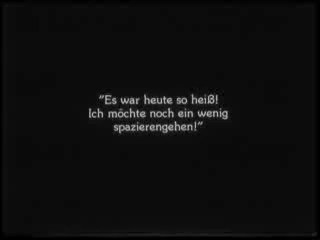 "Es war heute so heiß!
Ich möchte noch ein wenig
spazierengehen!"